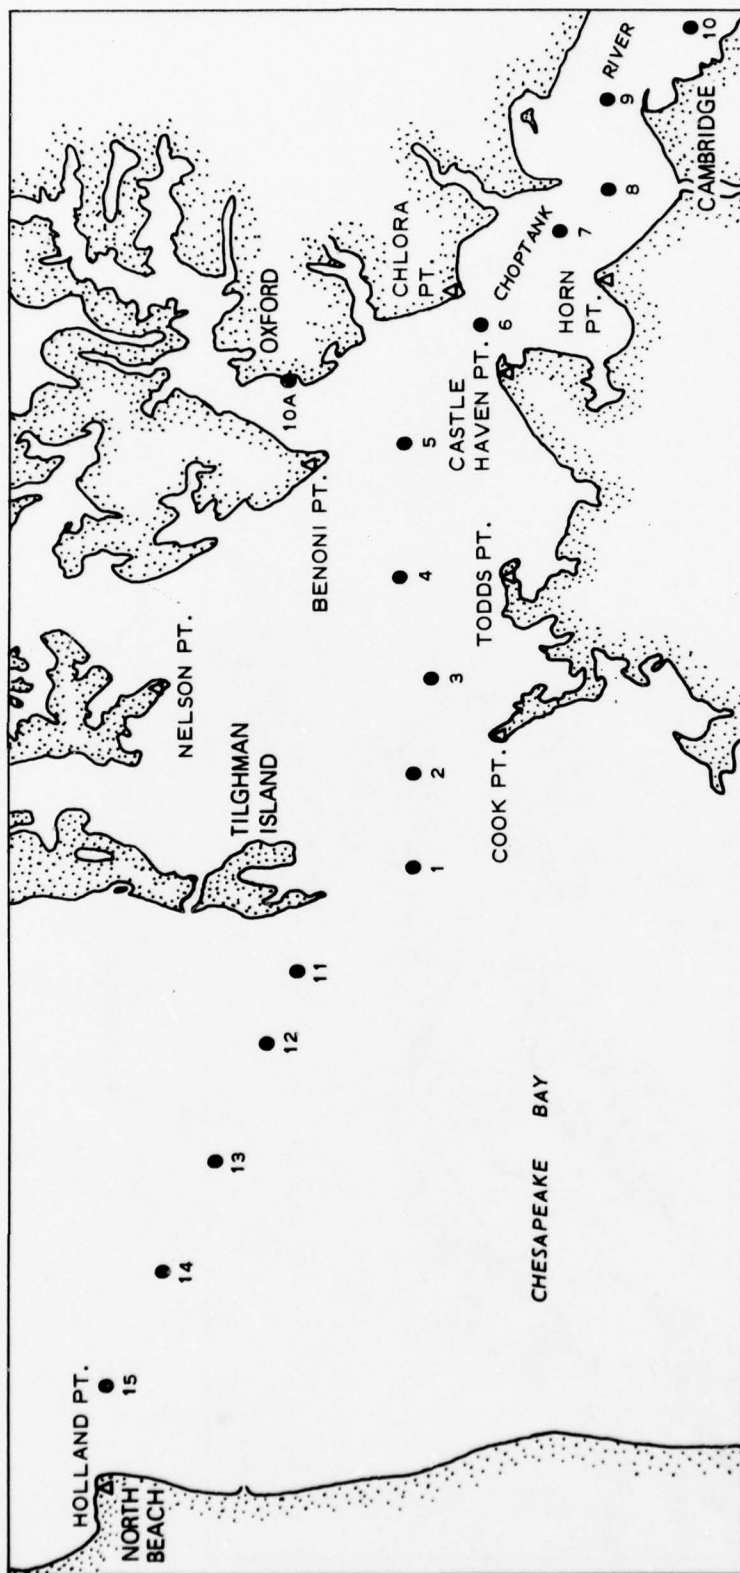 HOLLAND PT.
NORTH
BEACH
15
14
13
12
11
TILGHMAN
ISLAND
NELSON PT.
BENONI PT.
10A
OXFORD
CHLORA
PT.
1
2
3
4
5
6
7
8
9
10
COOK PT.
TODDS PT.
CASTLE
HAVEN PT.
HORN
PT.
CHOPTANK
RIVER
CAMBRIDGE
CHESAPEAKE BAY